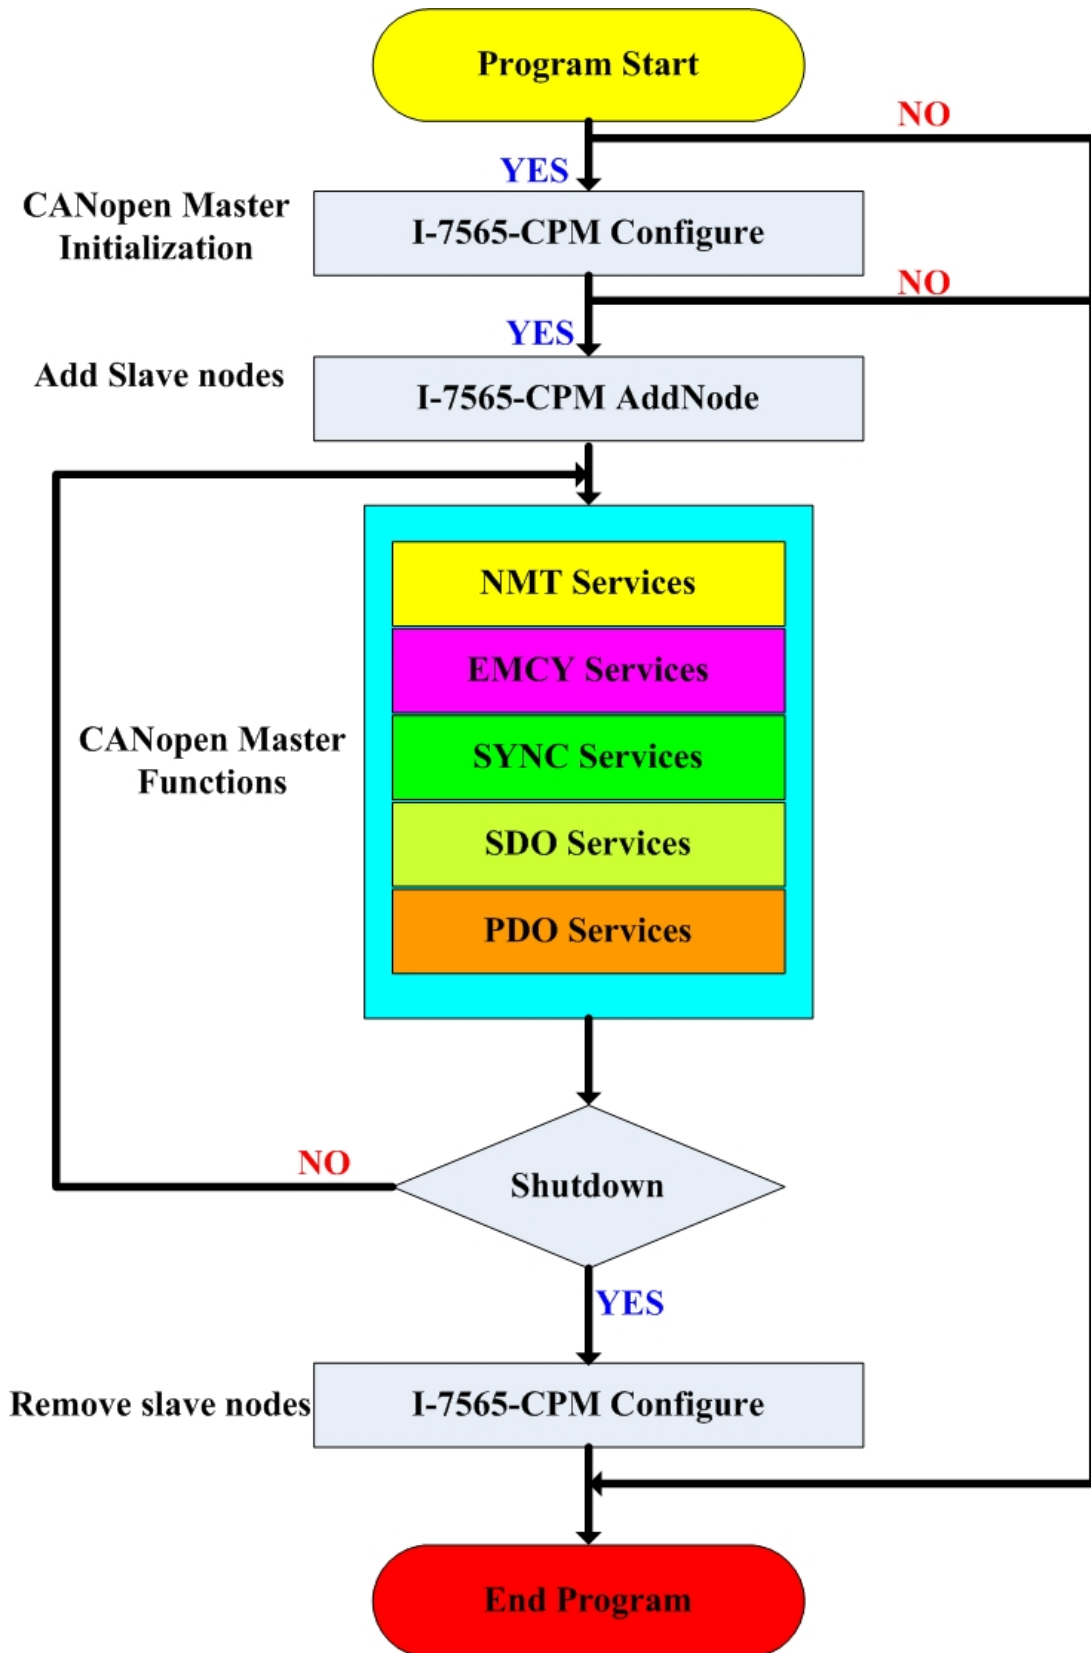 Program Start
NO
YES
CANopen Master
Initialization
I-7565-CPM Configure
NO
YES
Add Slave nodes
I-7565-CPM AddNode
NMT Services
EMCY Services
SYNC Services
SDO Services
PDO Services
CANopen Master
Functions
NO
Shutdown
YES
Remove slave nodes
I-7565-CPM Configure
End Program